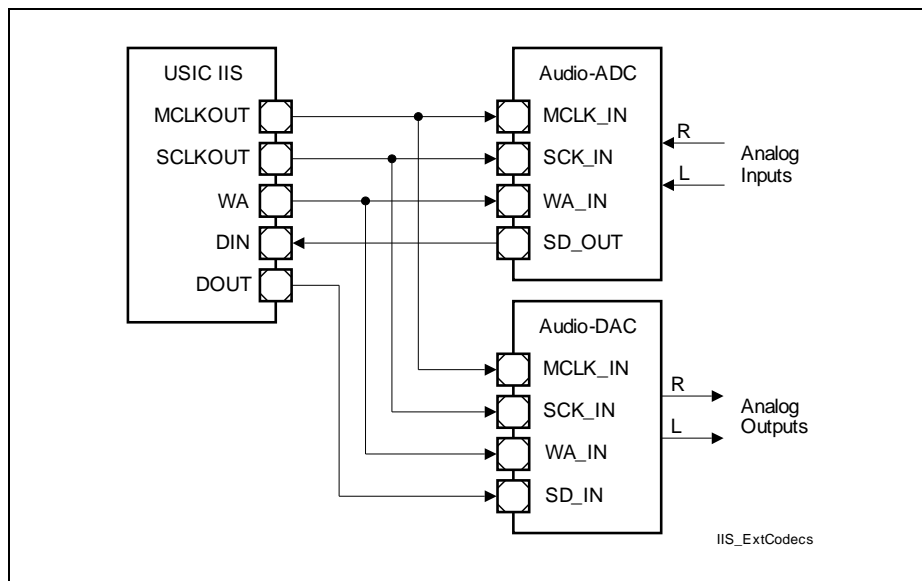 USIC IIS
MCLKOUT
SCLKOUT
WA
DIN
DOUT
Audio-ADC
MCLK_IN
SCK_IN
WA_IN
SD_OUT
R
L
Analog
Inputs
Audio-DAC
MCLK_IN
SCK_IN
WA_IN
SD_IN
R
L
Analog
Outputs
IIS_ExtCodecs